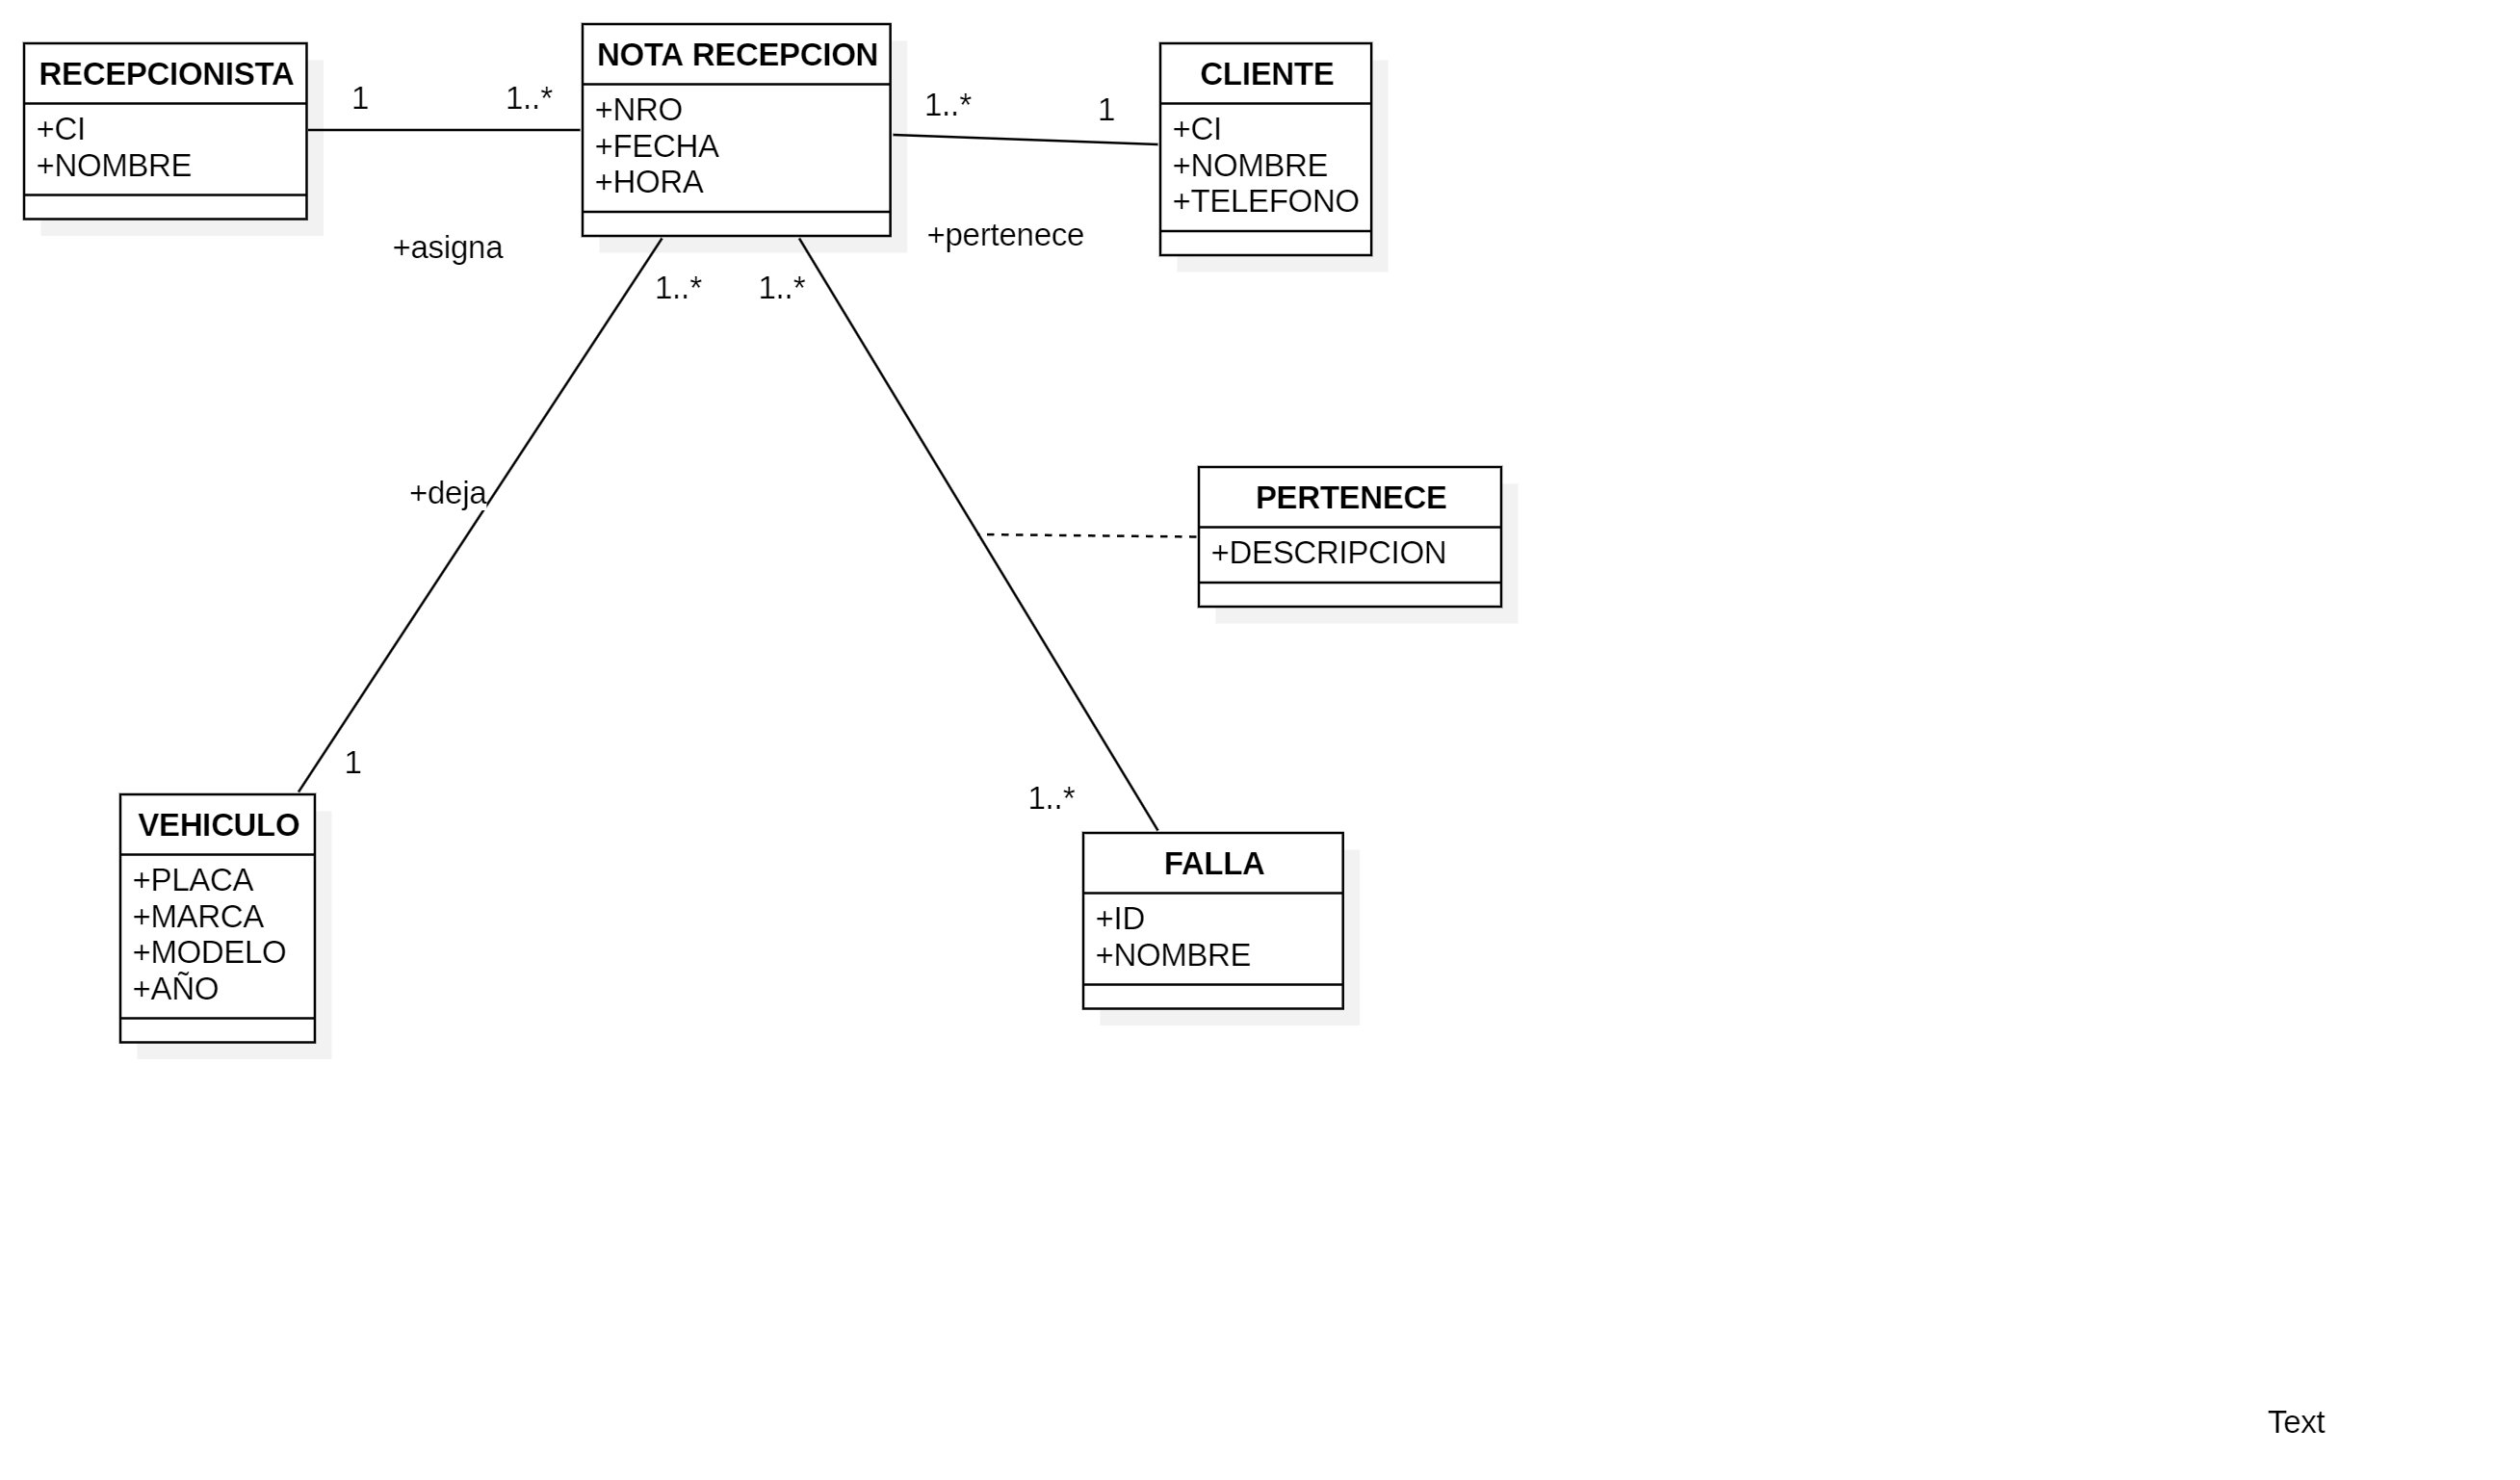 RECEPCIONISTA
+CI
+NOMBRE
1
1..*
+asigna
NOTA RECEPCION
+NRO
+FECHA
+HORA
1..*
1
+pertenece
CLIENTE
+CI
+NOMBRE
+TELEFONO
1..*
1..*
+deja
PERTENECE
+DESCRIPCION
1
1..*
VEHICULO
+PLACA
+MARCA
+MODELO
+AÑO
FALLA
+ID
+NOMBRE
Text